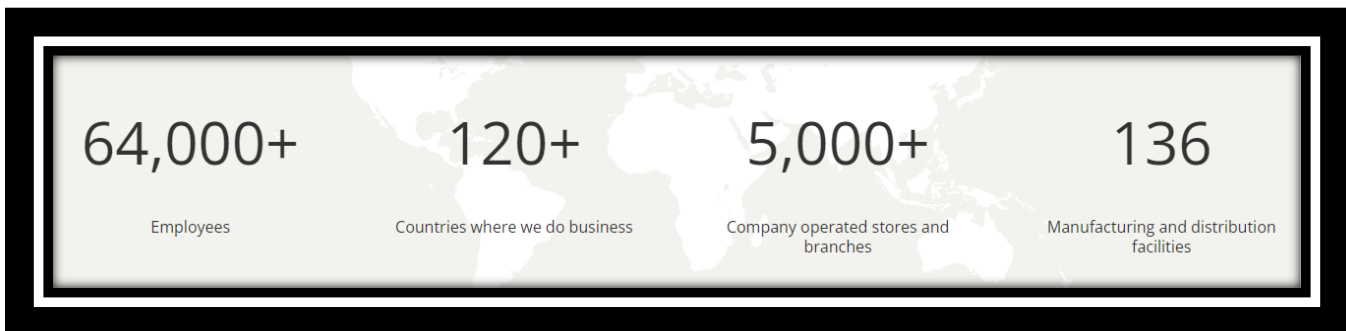 64,000+ 120+ 5,000+ 136
Employees Countries where we do business Company operated stores and Manufacturing and distribution
branches facilities